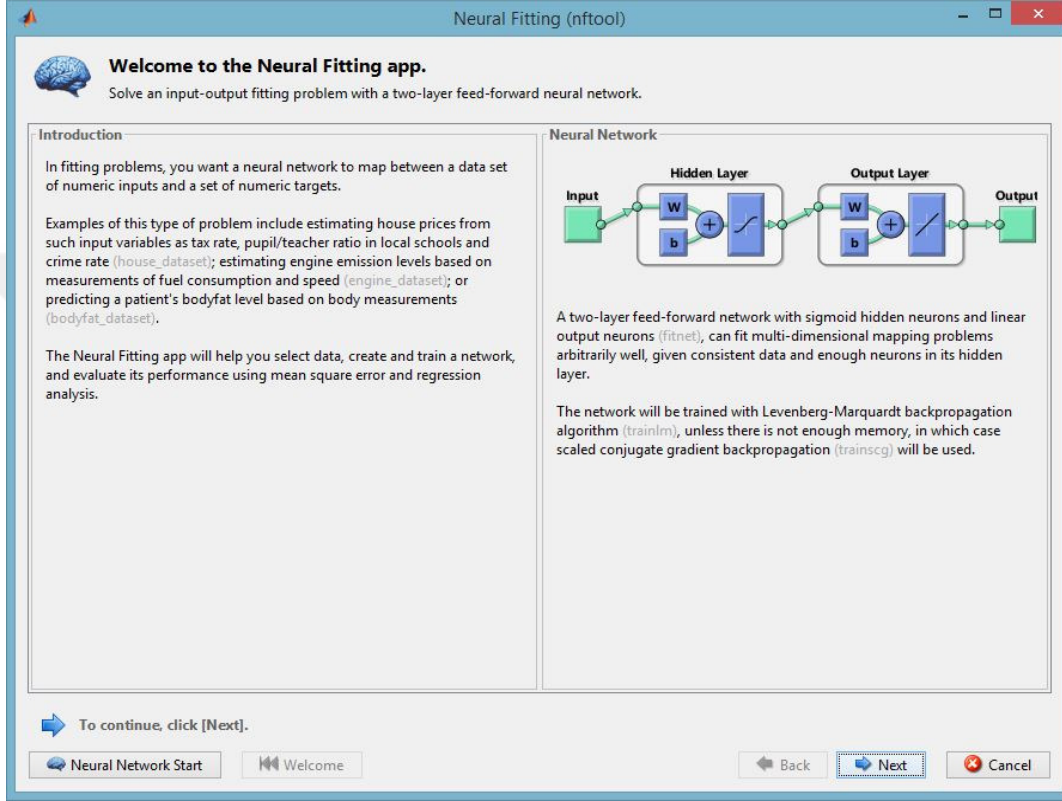 Neural Fitting (nftool)
Welcome to the Neural Fitting app.
Solve an input-output fitting problem with a two-layer feed-forward neural network.
Introduction
In fitting problems, you want a neural network to map between a data set
of numeric inputs and a set of numeric targets.
Examples of this type of problem include estimating house prices from
such input variables as tax rate, pupil/teacher ratio in local schools and
crime rate (house_dataset); estimating engine emission levels based on
measurements of fuel consumption and speed (engine_dataset); or
predicting a patient's bodyfat level based on body measurements
(bodyfat_dataset).
The Neural Fitting app will help you select data, create and train a network,
and evaluate its performance using mean square error and regression
analysis.
Neural Network
Hidden Layer
Output Layer
Input
Output
W
b
+
W
b
+
A two-layer feed-forward network with sigmoid hidden neurons and linear
output neurons (fitnet), can fit multi-dimensional mapping problems
arbitrarily well, given consistent data and enough neurons in its hidden
layer.
The network will be trained with Levenberg-Marquardt backpropagation
algorithm (trainlm), unless there is not enough memory, in which case
scaled conjugate gradient backpropagation (trainscg) will be used.
To continue, click [Next].
Neural Network Start
Welcome
Back
Next
Cancel